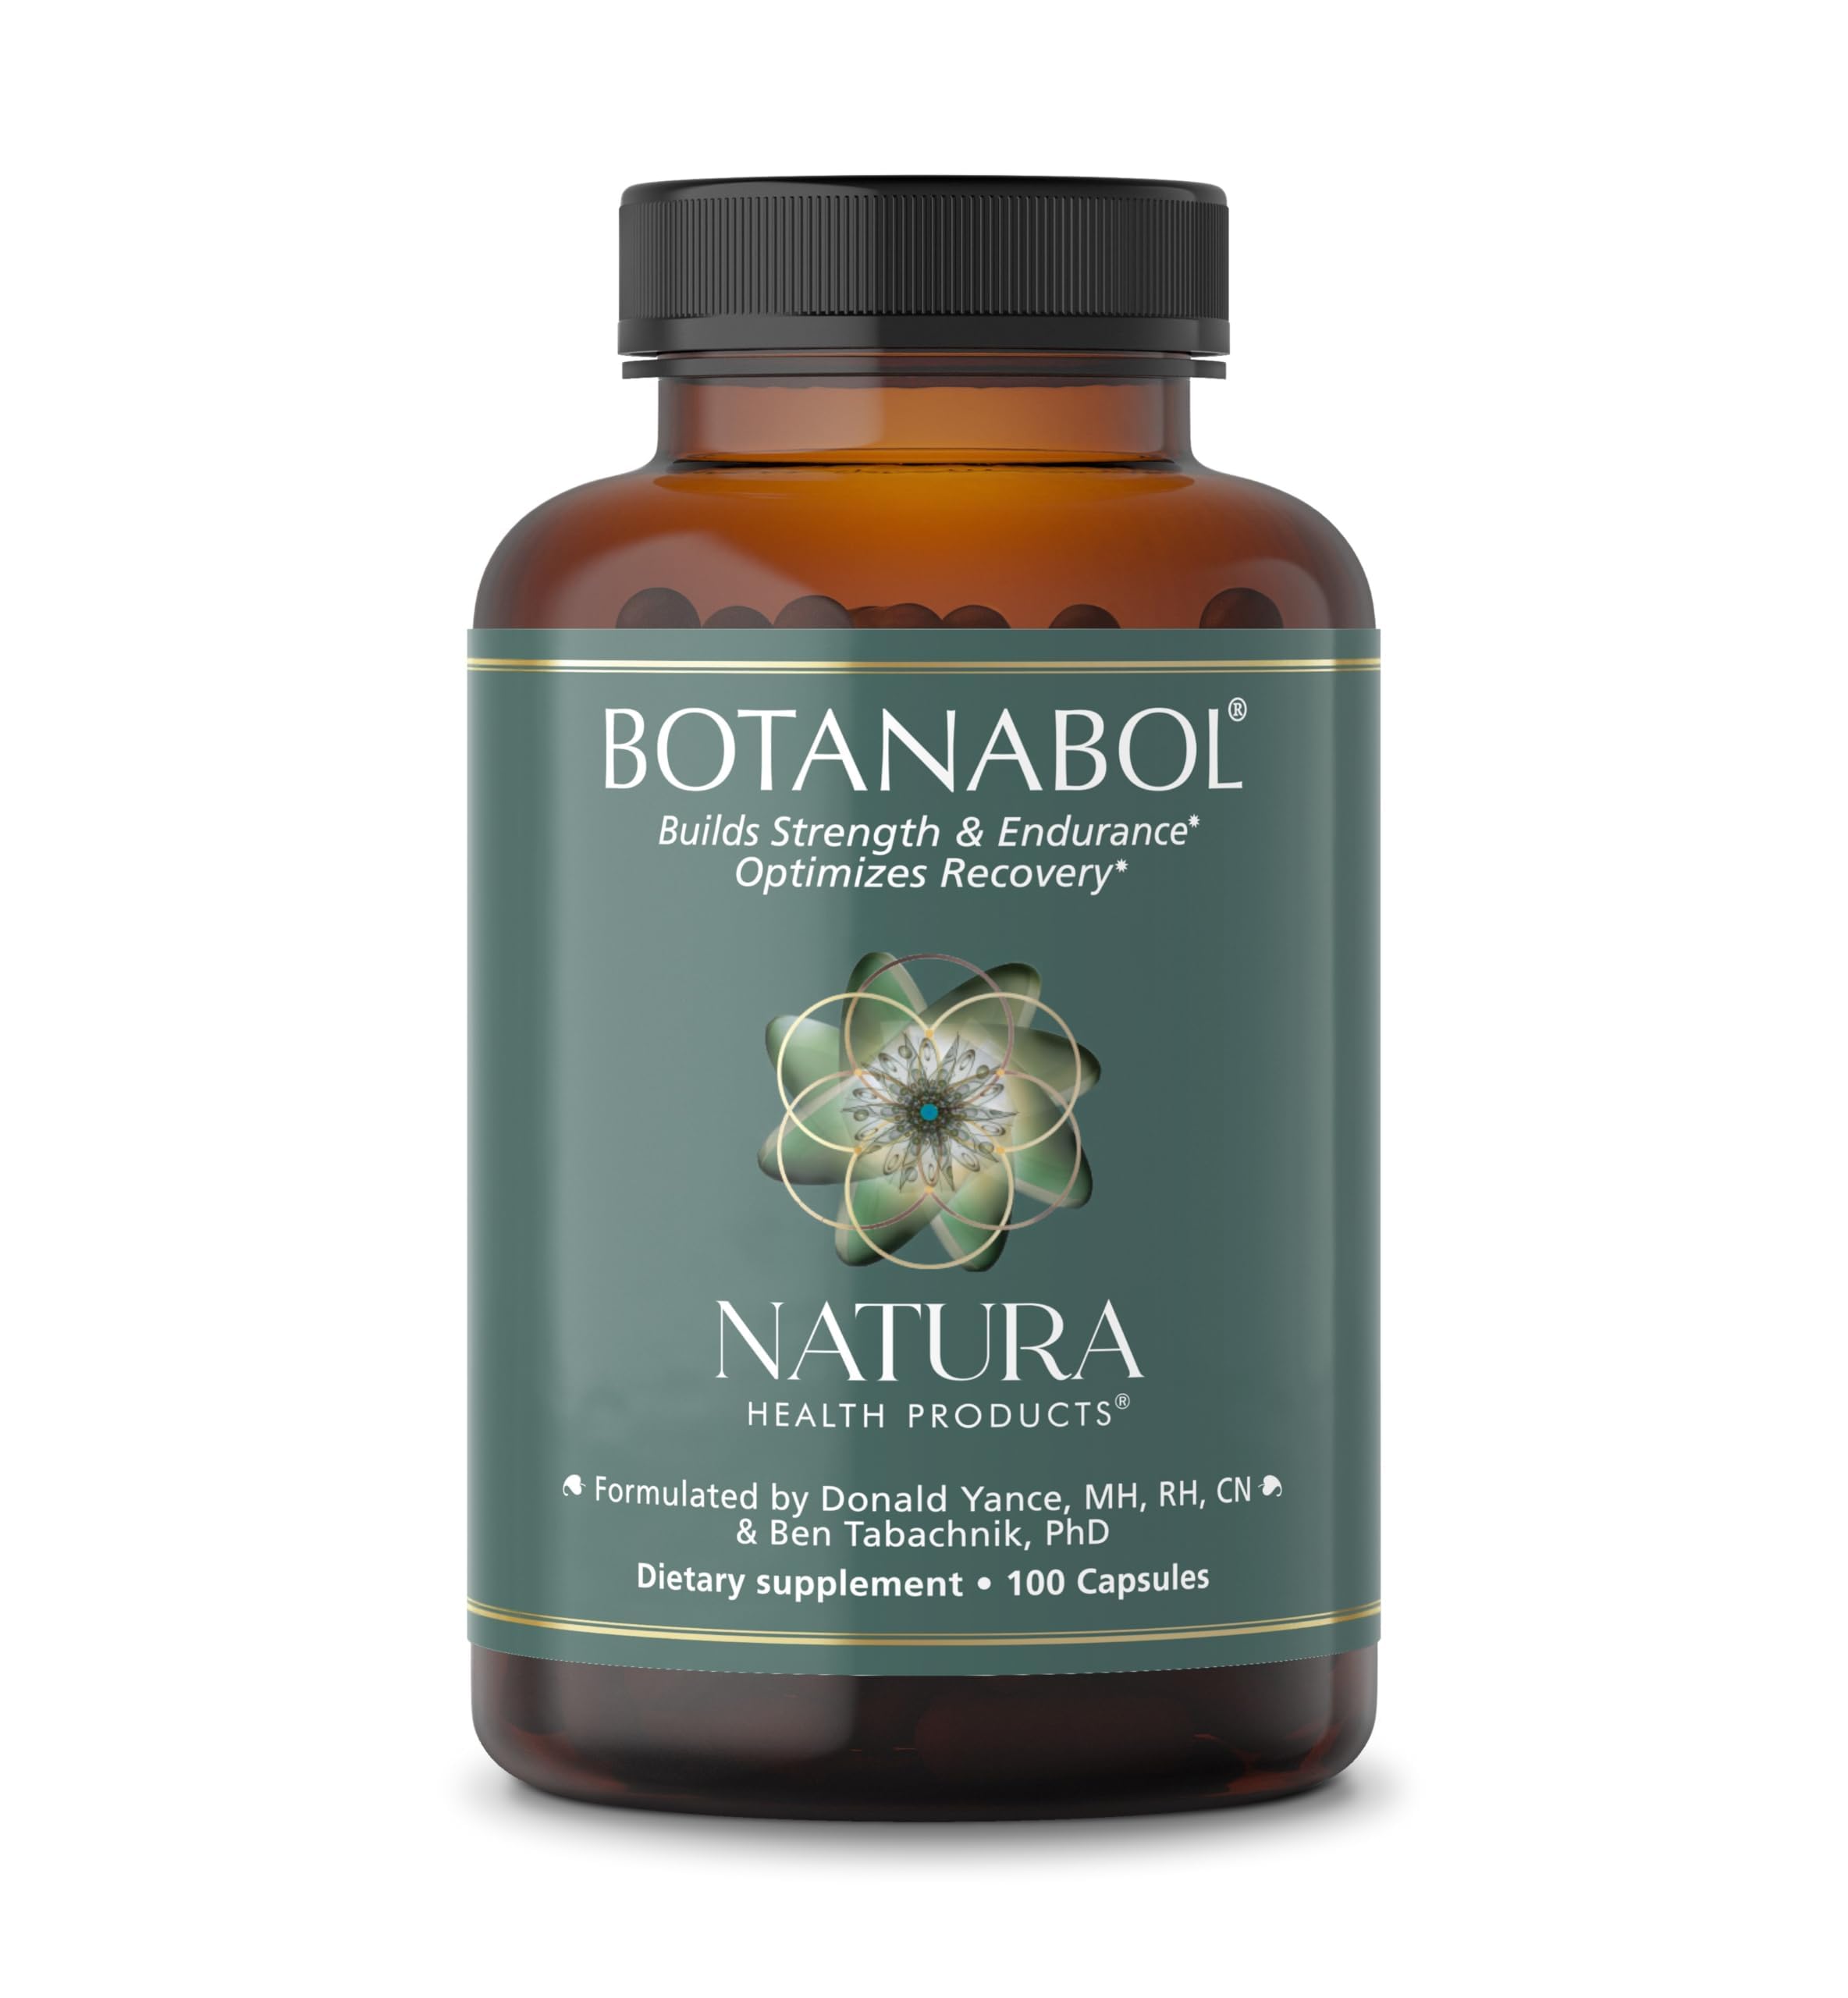 BOTANABOL®
Builds Strength & Endurance*
Optimizes Recovery*
NATURA
HEALTH PRODUCTS®
Formulated by Donald Yance, MH, RH, CN
& Ben Tabachnik, PhD
Dietary supplement • 100 Capsules